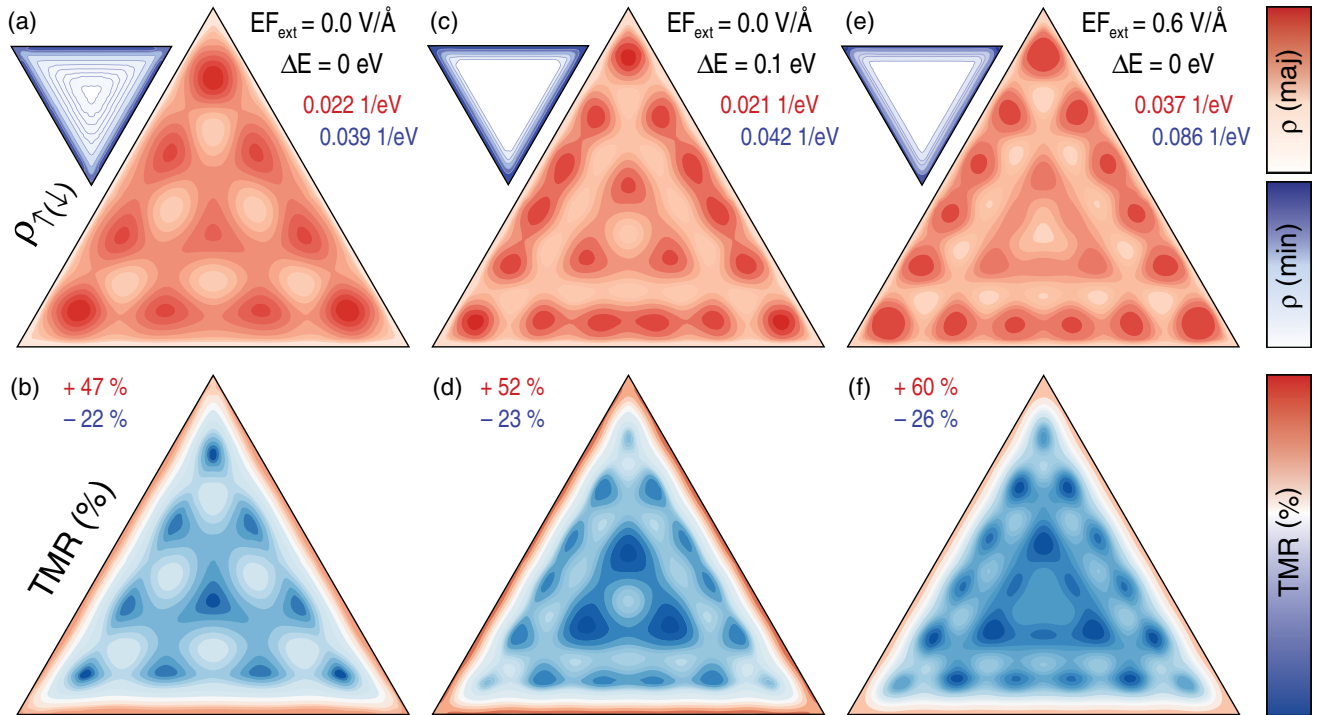 (a)
EF_ext = 0.0 V/Å
ΔE = 0 eV
0.022 1/eV
0.039 1/eV
ρ↑(↓)
(c)
EF_ext = 0.0 V/Å
ΔE = 0.1 eV
0.021 1/eV
0.042 1/eV
(e)
EF_ext = 0.6 V/Å
ΔE = 0 eV
0.037 1/eV
0.086 1/eV
ρ (maj)
ρ (min)
(b)
+ 47 %
– 22 %
TMR (%)
(d)
+ 52 %
– 23 %
(f)
+ 60 %
– 26 %
TMR (%)